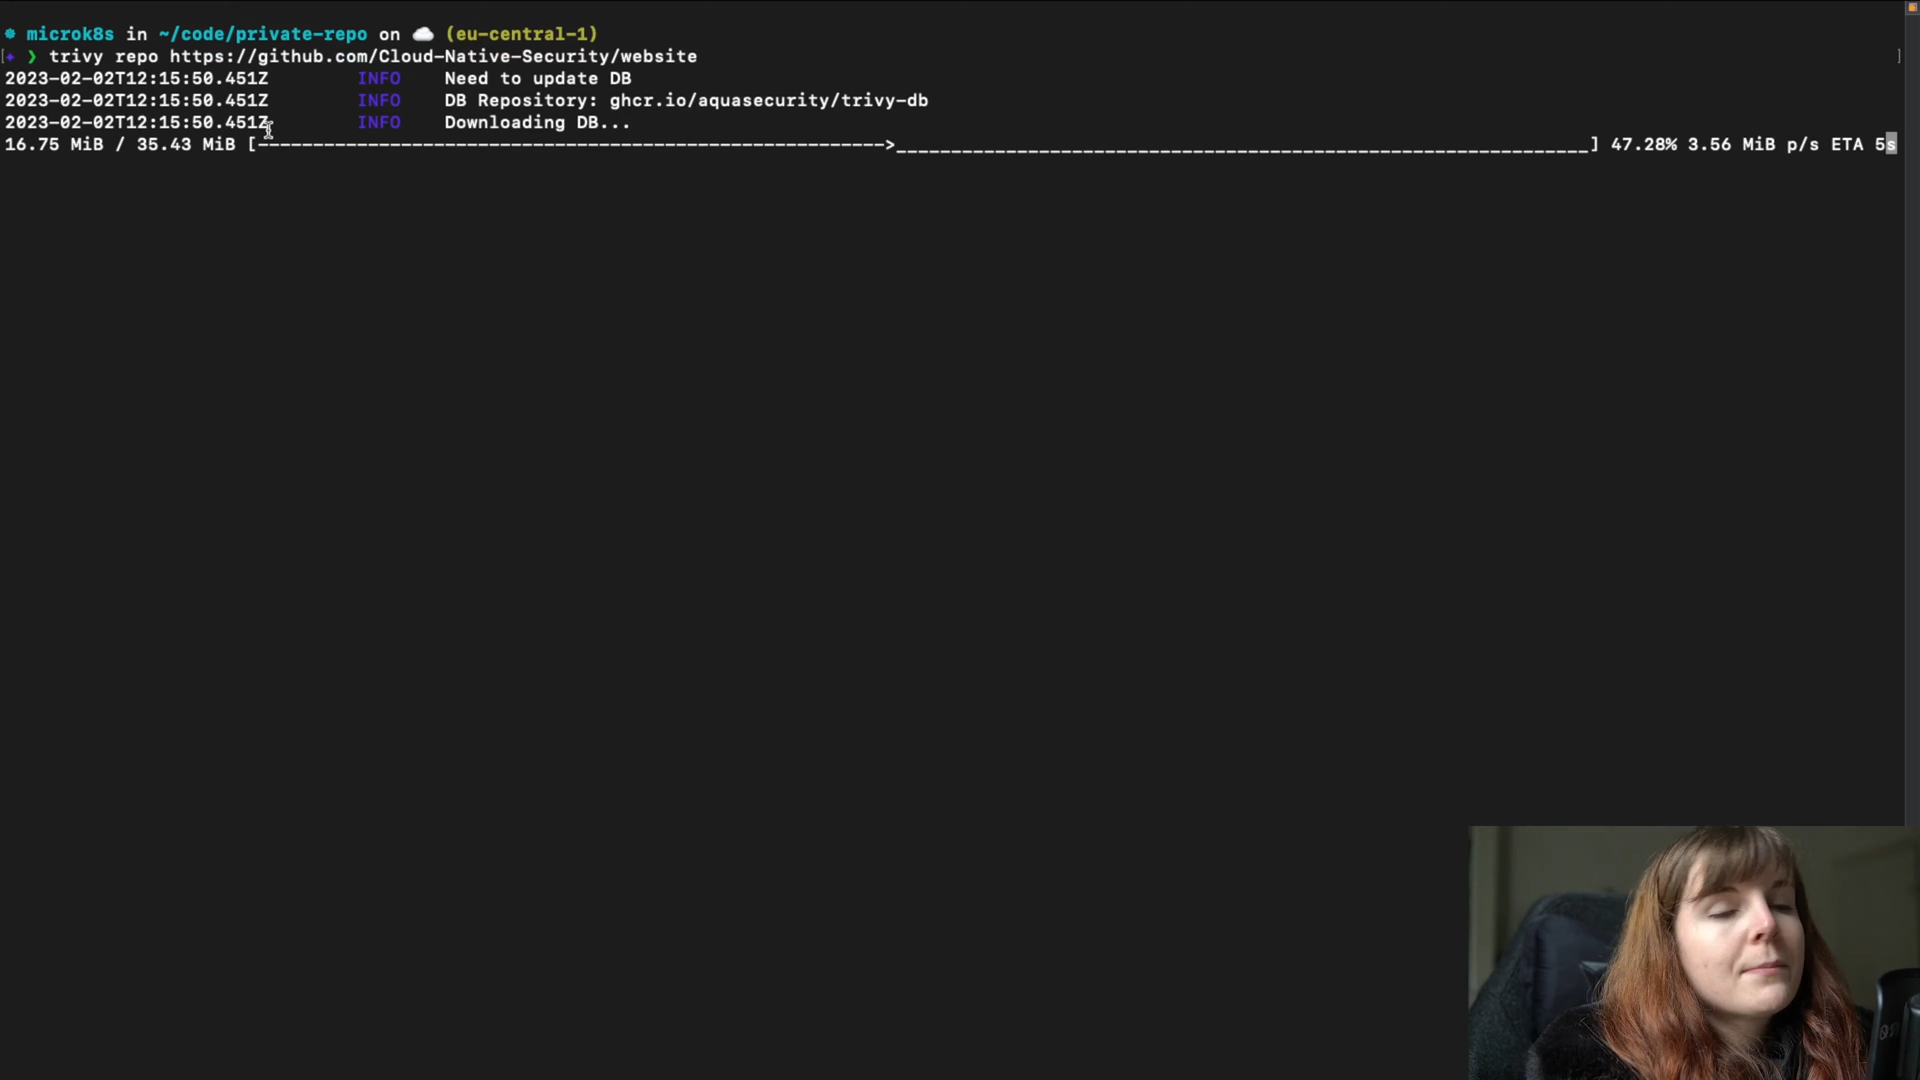 microk8s in ~/code/private-repo on ☁️ (eu-central-1)
[✦ ❯ trivy repo https://github.com/Cloud-Native-Security/website ]
2023-02-02T12:15:50.451Z INFO Need to update DB
2023-02-02T12:15:50.451Z INFO DB Repository: ghcr.io/aquasecurity/trivy-db
2023-02-02T12:15:50.451Z INFO Downloading DB...
16.75 MiB / 35.43 MiB [--------------------------------------------------------->_______________________________________________________________] 47.28% 3.56 MiB p/s ETA 5s